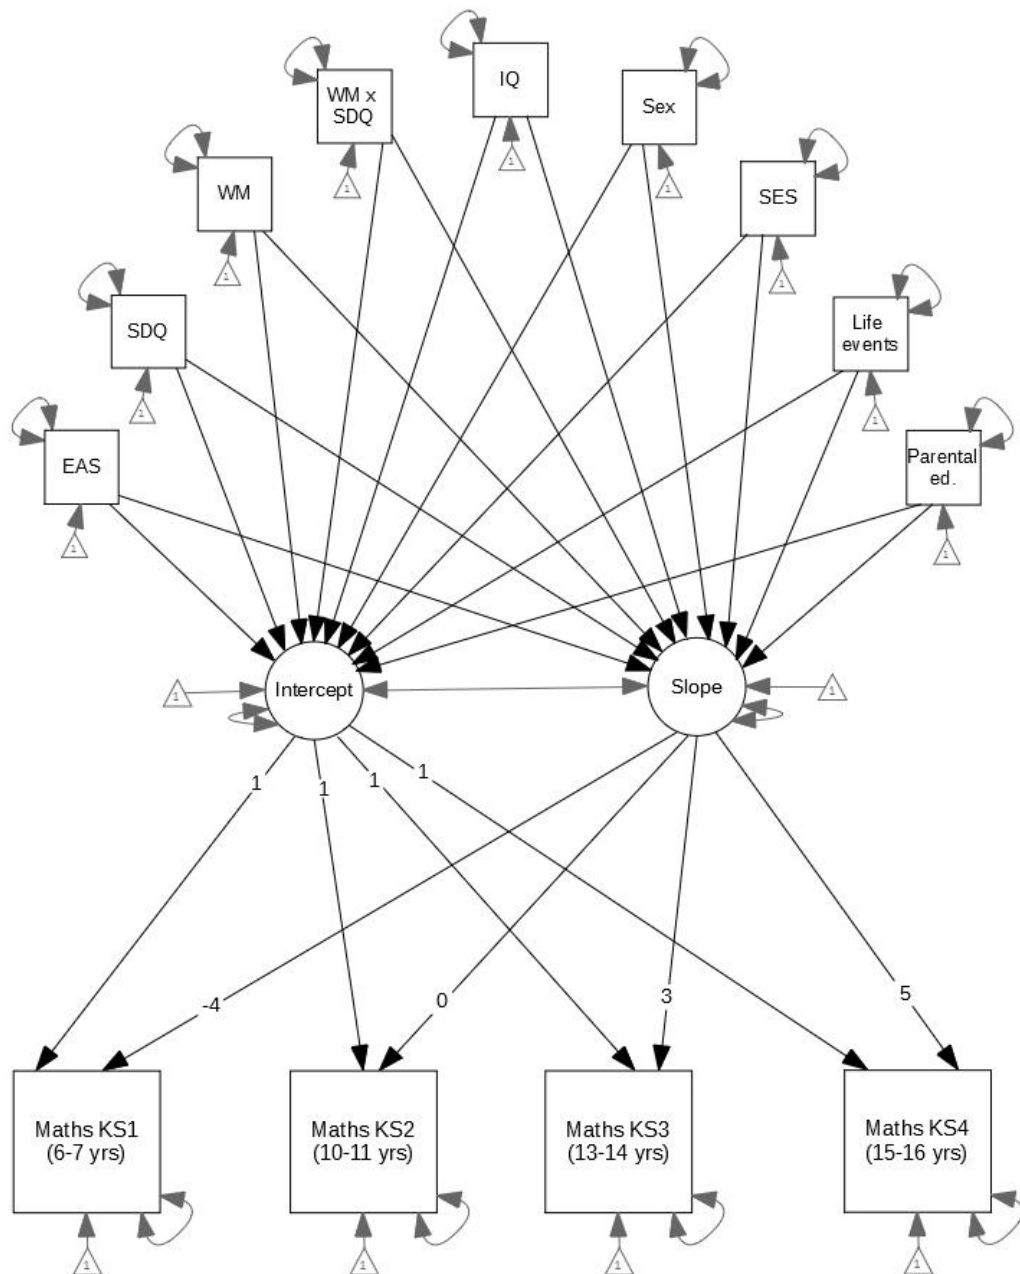 IQ
WM x
SDQ
Sex
1
1
1
WM
SES
1
1
SDQ
Life
events
1
1
EAS
Parental
ed.
1
1
Intercept
Slope
1
1
1
1
1
1
-4
0
3
5
Maths KS1
(6-7 yrs)
Maths KS2
(10-11 yrs)
Maths KS3
(13-14 yrs)
Maths KS4
(15-16 yrs)
1
1
1
1